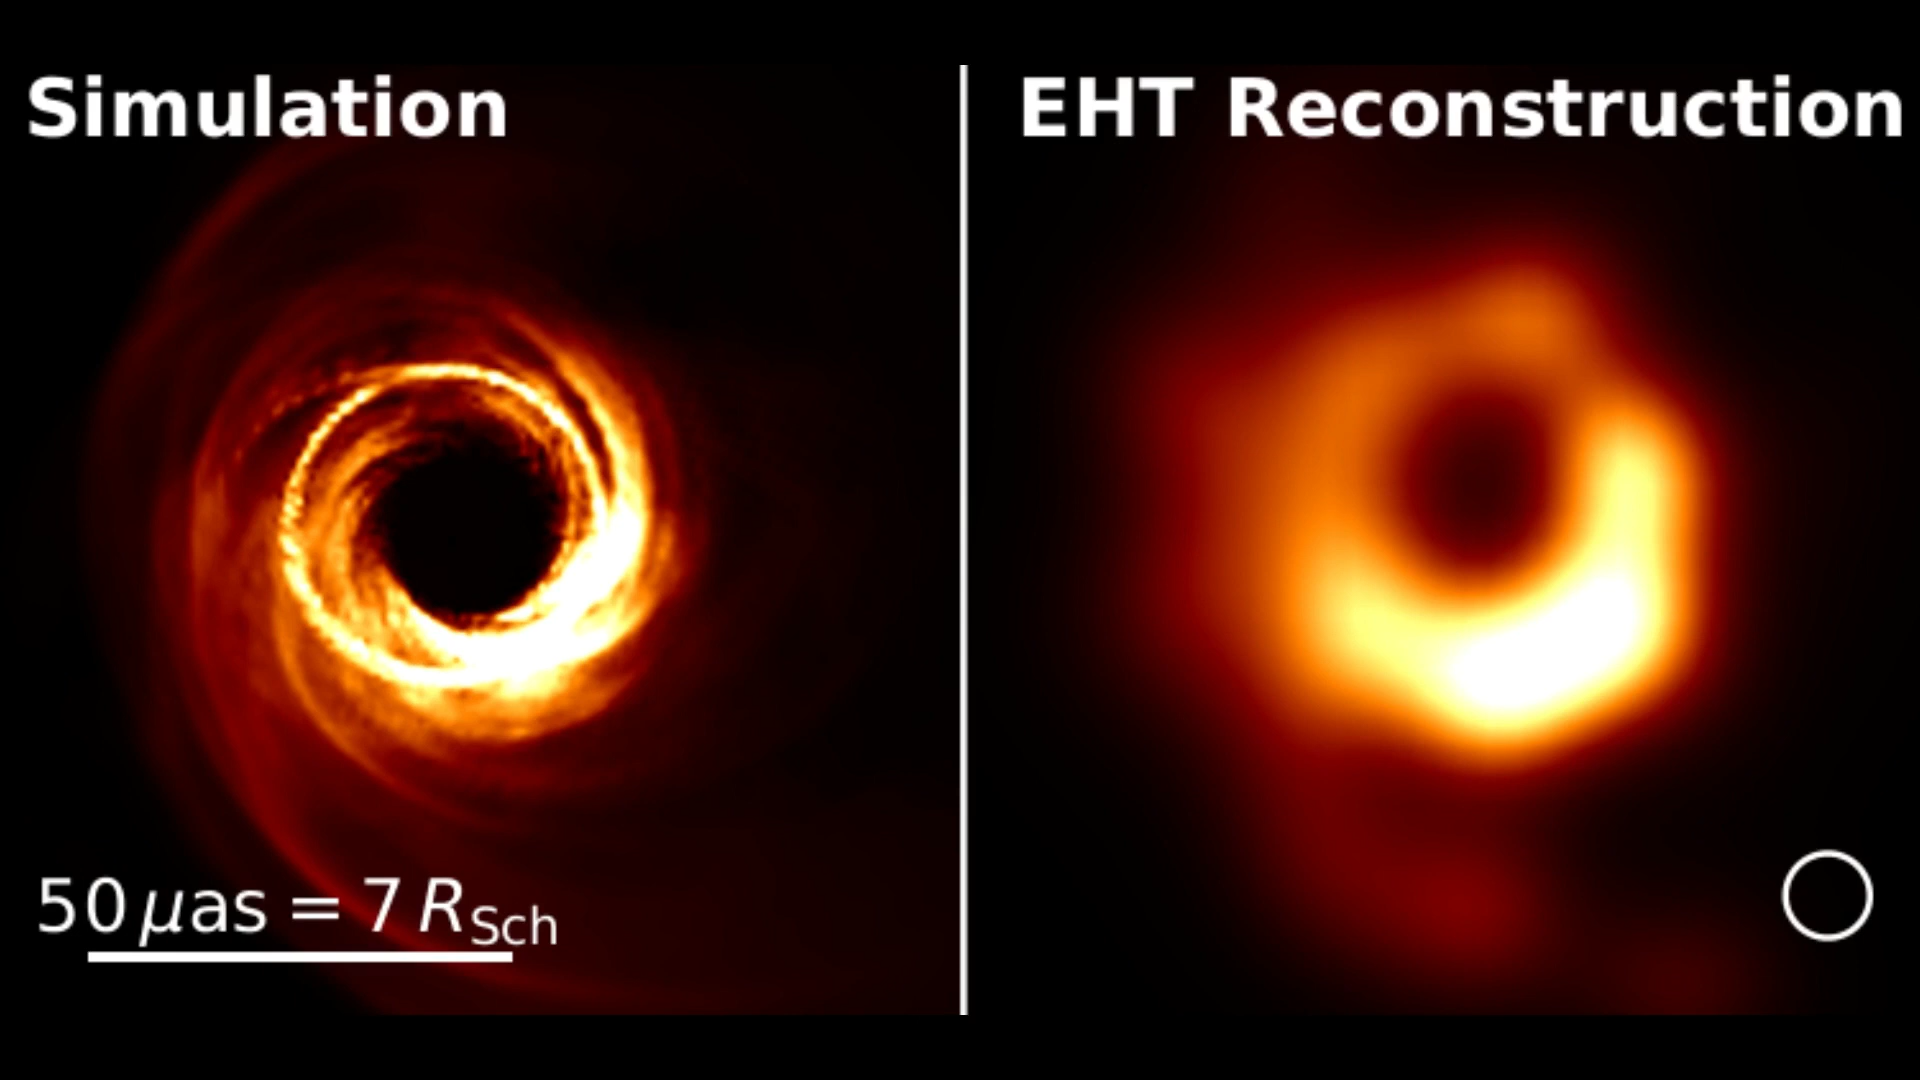 Simulation
EHT Reconstruction
50 μas = 7 R_Sch